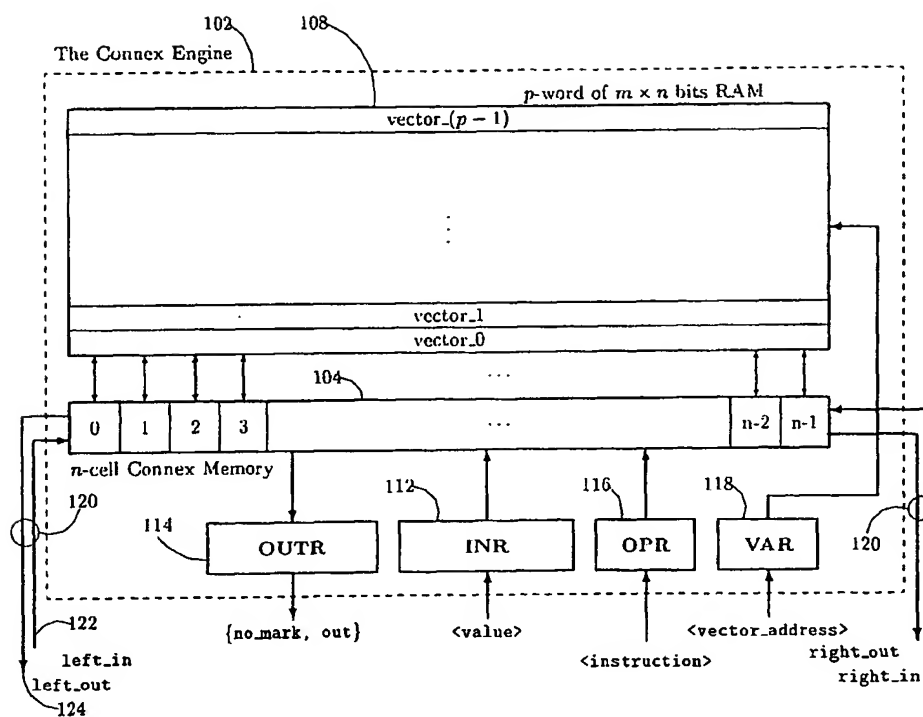 102
108
The Connex Engine
p-word of m × n bits RAM
vector_(p − 1)
⋮
vector_1
vector_0
104
...
0 1 2 3 ... n-2 n-1
n-cell Connex Memory
120
114
112
116
118
120
OUTR INR OPR VAR
122
{no_mark, out}
<value>
<vector_address>
left_in
<instruction>
right_out
left_out
right_in
124